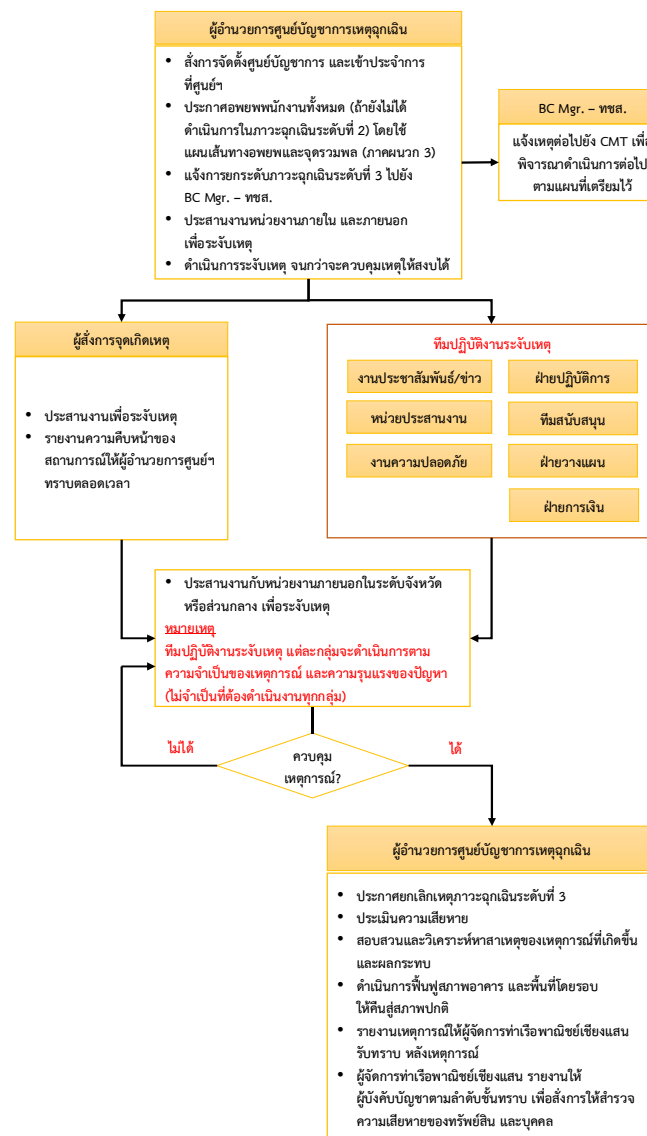 ผู้อำนวยการศูนย์บัญชาการเหตุฉุกเฉิน
• สั่งการจัดตั้งศูนย์บัญชาการ และเข้าประจำการ
ที่ศูนย์ฯ
• ประกาศอพยพพนักงานทั้งหมด (ถ้ายังไม่ได้
ดำเนินการในภาวะฉุกเฉินระดับที่ 2) โดยใช้
แผนเส้นทางอพยพและจุดรวมพล (ภาคผนวก 3)
• แจ้งการยกระดับภาวะฉุกเฉินระดับที่ 3 ไปยัง
BC Mgr. – ทชส.
• ประสานงานหน่วยงานภายใน และภายนอก
เพื่อระงับเหตุ
• ดำเนินการระงับเหตุ จนกว่าจะควบคุมเหตุให้สงบได้
BC Mgr. – ทชส.
แจ้งเหตุต่อไปยัง CMT เพื่อ
พิจารณาดำเนินการต่อไป
ตามแผนที่เตรียมไว้
ผู้สั่งการจุดเกิดเหตุ
• ประสานงานเพื่อระงับเหตุ
• รายงานความคืบหน้าของ
สถานการณ์ให้ผู้อำนวยการศูนย์ฯ
ทราบตลอดเวลา
ทีมปฏิบัติงานระงับเหตุ
งานประชาสัมพันธ์/ข่าว
ฝ่ายปฏิบัติการ
หน่วยประสานงาน
ทีมสนับสนุน
งานความปลอดภัย
ฝ่ายวางแผน
ฝ่ายการเงิน
• ประสานงานกับหน่วยงานภายนอกในระดับจังหวัด
หรือส่วนกลาง เพื่อระงับเหตุ
หมายเหตุ
ทีมปฏิบัติงานระงับเหตุ แต่ละกลุ่มจะดำเนินการตาม
ความจำเป็นของเหตุการณ์ และความรุนแรงของปัญหา
(ไม่จำเป็นที่ต้องดำเนินงานทุกกลุ่ม)
ไม่ได้
ควบคุม
เหตุการณ์?
ได้
ผู้อำนวยการศูนย์บัญชาการเหตุฉุกเฉิน
• ประกาศยกเลิกเหตุภาวะฉุกเฉินระดับที่ 3
• ประเมินความเสียหาย
• สอบสวนและวิเคราะห์หาสาเหตุของเหตุการณ์ที่เกิดขึ้น
และผลกระทบ
• ดำเนินการฟื้นฟูสภาพอาคาร และพื้นที่โดยรอบ
ให้คืนสู่สภาพปกติ
• รายงานเหตุการณ์ให้ผู้จัดการท่าเรือพาณิชย์เชียงแสน
รับทราบ หลังเหตุการณ์
• ผู้จัดการท่าเรือพาณิชย์เชียงแสน รายงานให้
ผู้บังคับบัญชาตามลำดับชั้นทราบ เพื่อสั่งการให้สำรวจ
ความเสียหายของทรัพย์สิน และบุคคล